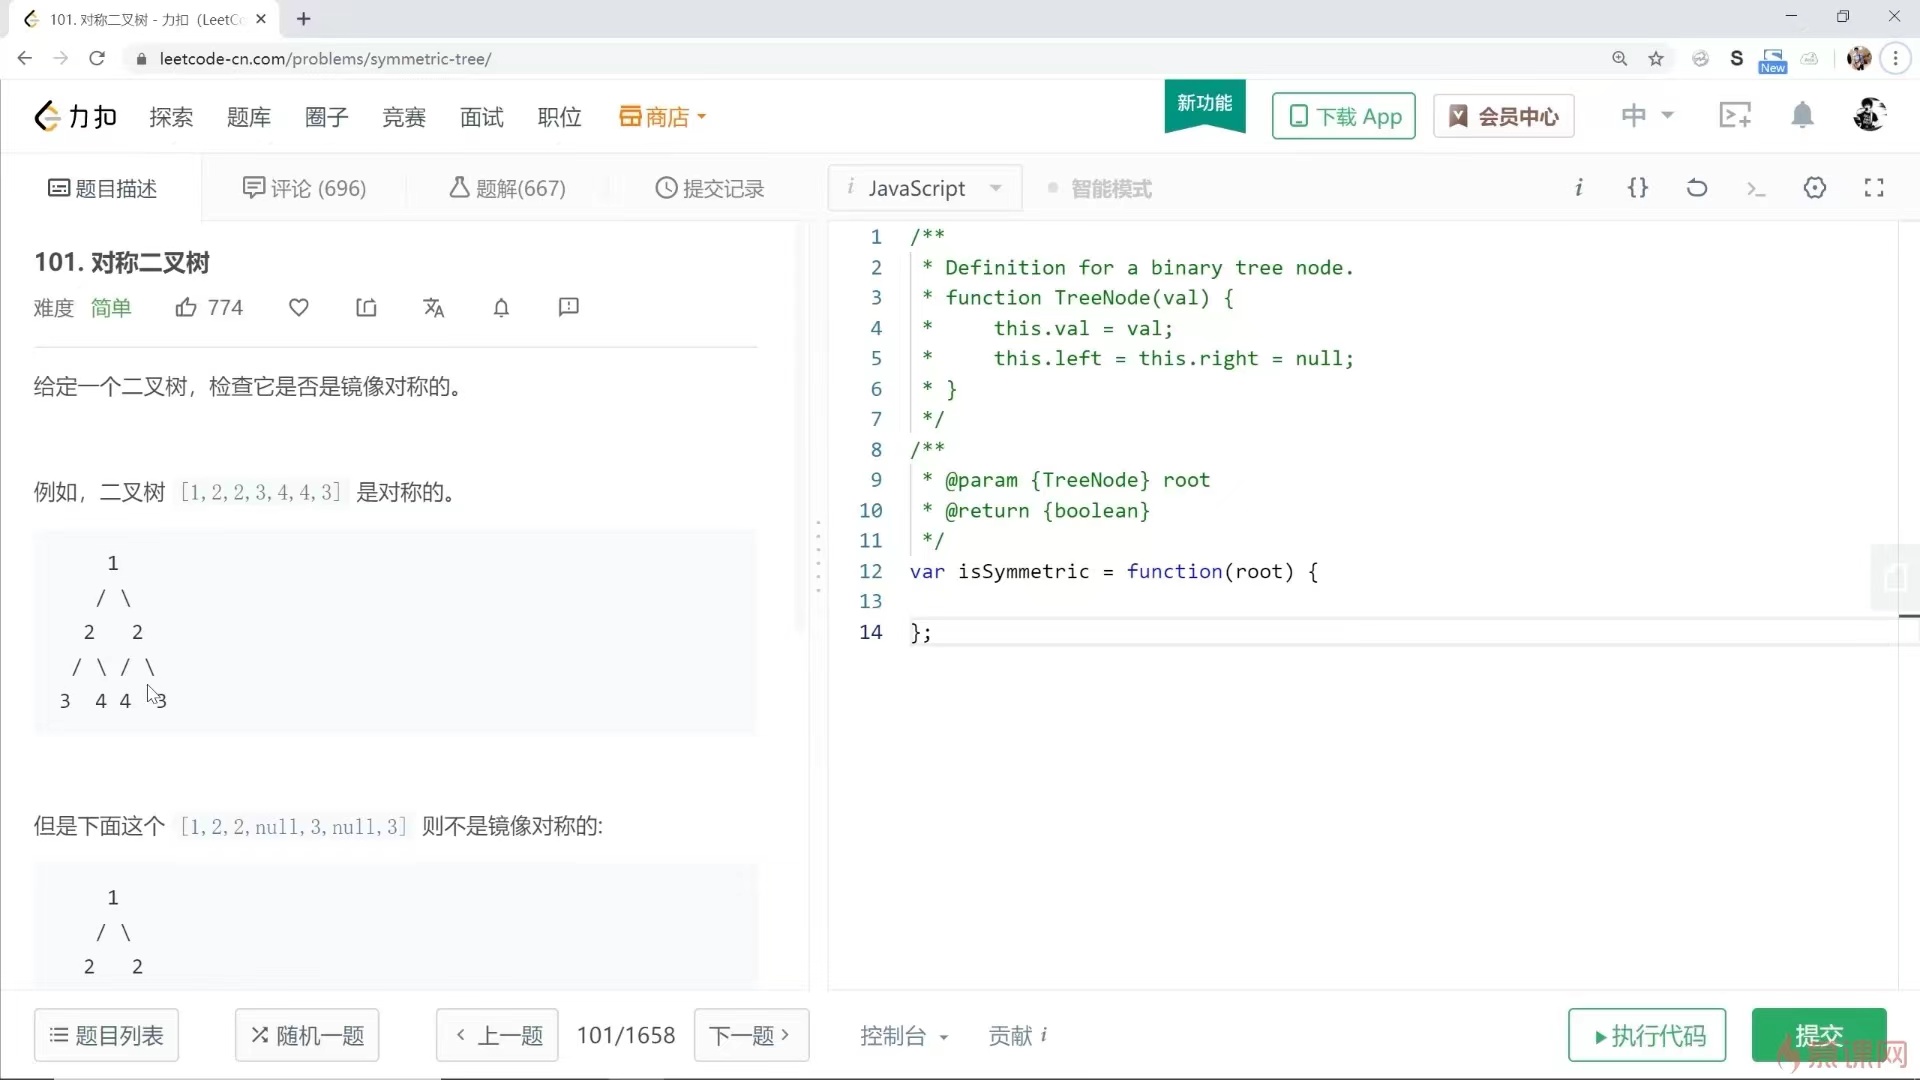 101. 对称二叉树 - 力扣（LeetCo
leetcode-cn.com/problems/symmetric-tree/
S
New
力扣 探索 题库 圈子 竞赛 面试 职位 商店 新功能 下载 App 会员中心 中
题目描述 评论 (696) 题解(667) 提交记录
i JavaScript 智能模式 i {} >_
101. 对称二叉树
难度 简单 774
给定一个二叉树，检查它是否是镜像对称的。
例如，二叉树 [1,2,2,3,4,4,3] 是对称的。
1
/ \
2 2
/ \ / \
3 4 4 3
但是下面这个 [1,2,2,null,3,null,3] 则不是镜像对称的:
1
/ \
2 2
1 /**
2 * Definition for a binary tree node.
3 * function TreeNode(val) {
4 *     this.val = val;
5 *     this.left = this.right = null;
6 * }
7 */
8 /**
9 * @param {TreeNode} root
10 * @return {boolean}
11 */
12 var isSymmetric = function(root) {
13
14 };
题目列表 随机一题 < 上一题 101/1658 下一题 > 控制台 贡献 i 执行代码 提交
慕课网